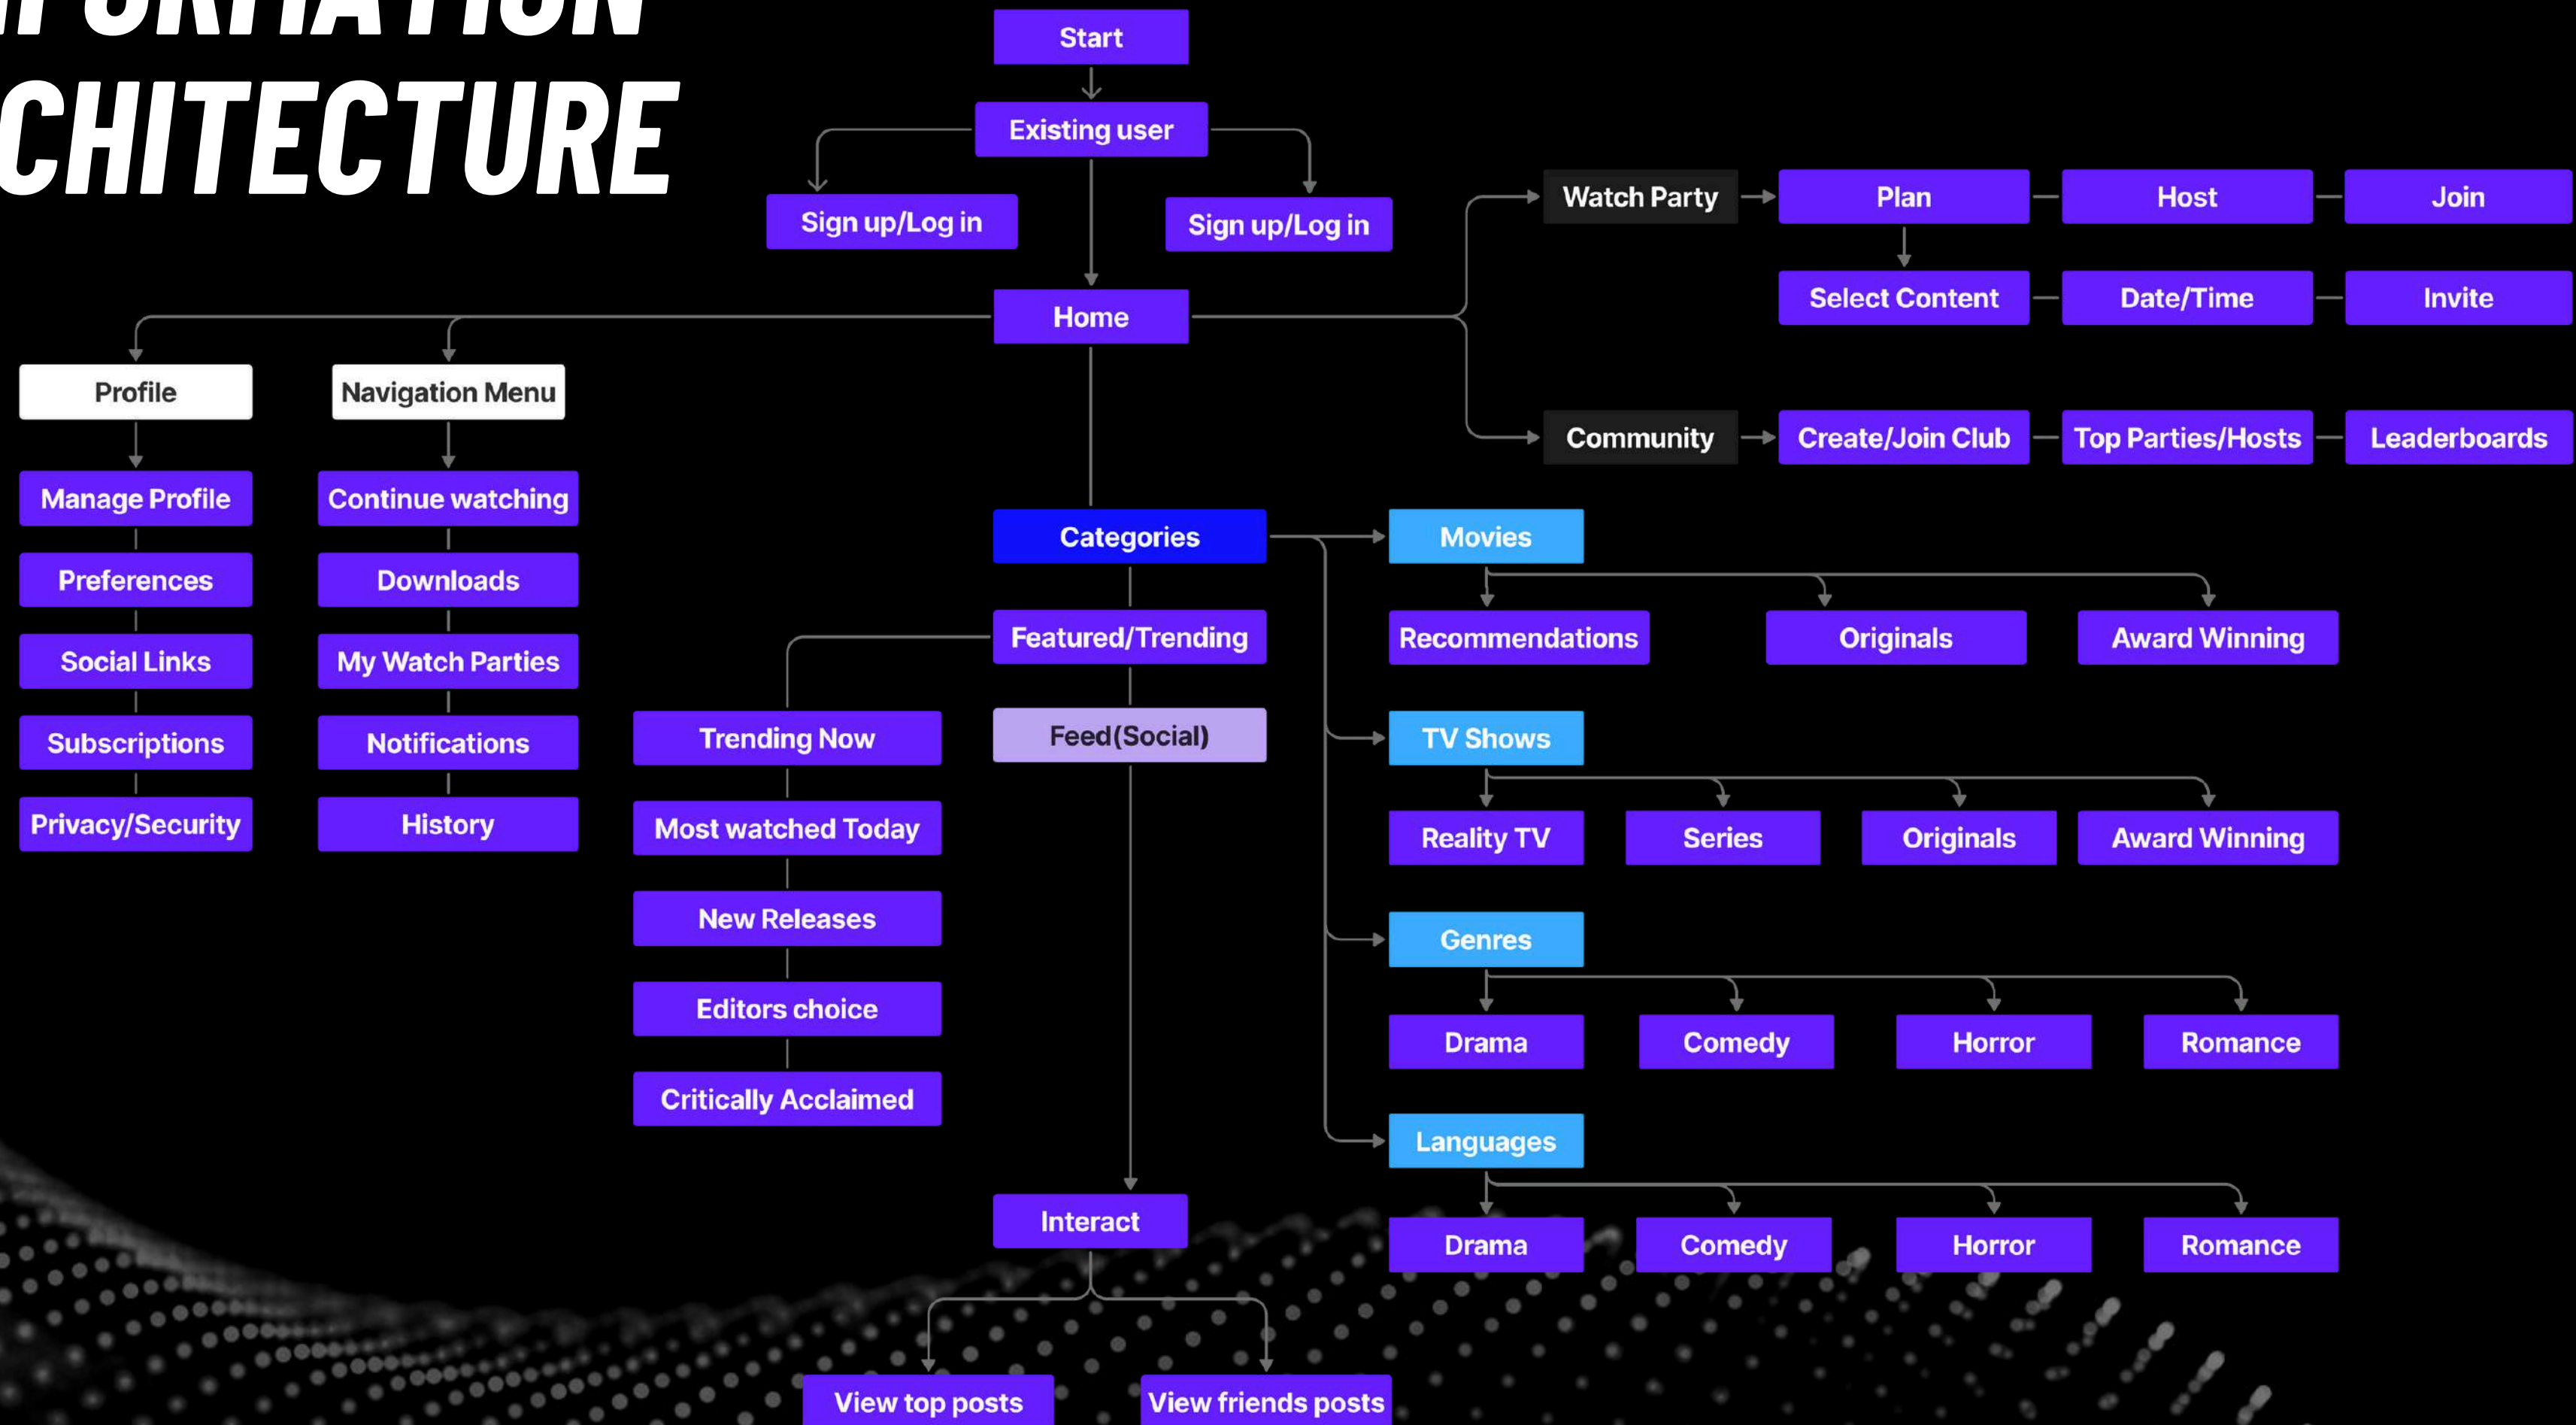 FORMATION
CHITECTURE
Start
Existing user
Sign up/Log in
Sign up/Log in
Home
Watch Party
Plan
Host
Join
Select Content
Date/Time
Invite
Community
Create/Join Club
Top Parties/Hosts
Leaderboards
Profile
Manage Profile
Preferences
Social Links
Subscriptions
Privacy/Security
Navigation Menu
Continue watching
Downloads
My Watch Parties
Notifications
History
Categories
Featured/Trending
Feed(Social)
Trending Now
Most watched Today
New Releases
Editors choice
Critically Acclaimed
Movies
Recommendations
Originals
Award Winning
TV Shows
Reality TV
Series
Originals
Award Winning
Genres
Drama
Comedy
Horror
Romance
Languages
Drama
Comedy
Horror
Romance
Interact
View top posts
View friends posts